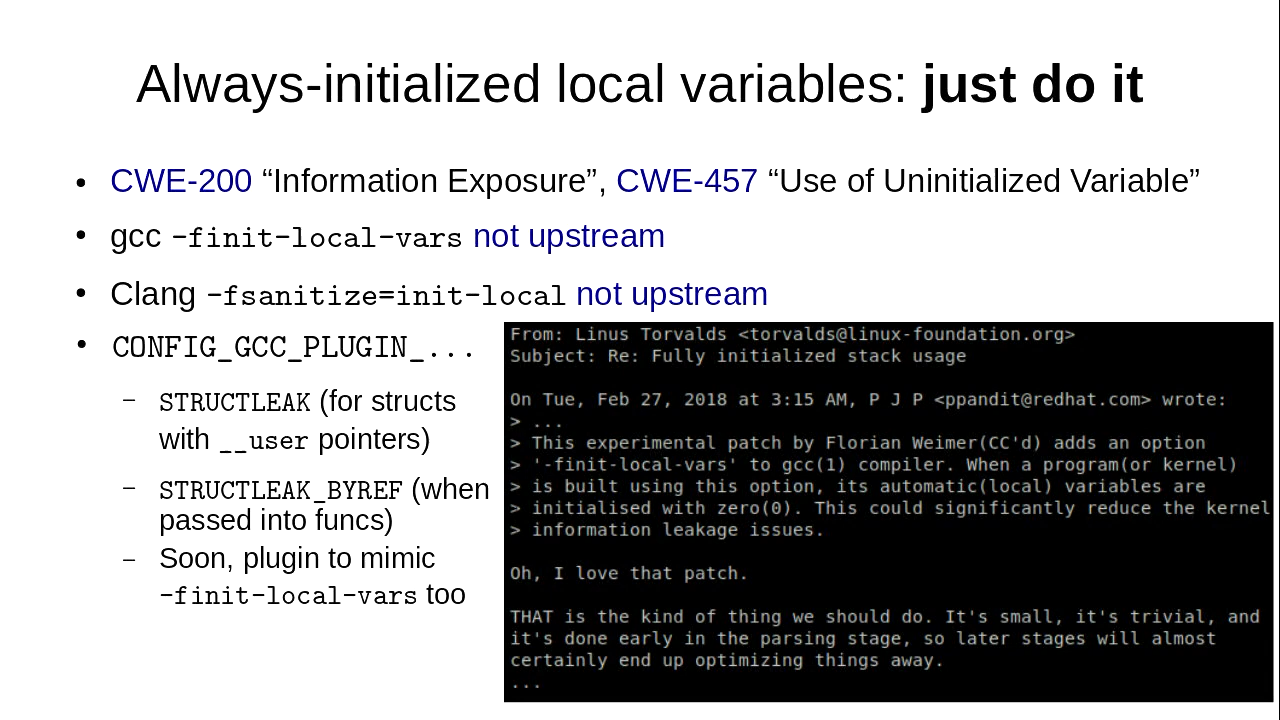 Always-initialized local variables: just do it
• CWE-200 “Information Exposure”, CWE-457 “Use of Uninitialized Variable”
• gcc -finit-local-vars not upstream
• Clang -fsanitize=init-local not upstream
• CONFIG_GCC_PLUGIN_...
– STRUCTLEAK (for structs
with __user pointers)
– STRUCTLEAK_BYREF (when
passed into funcs)
– Soon, plugin to mimic
-finit-local-vars too
From: Linus Torvalds <torvalds@linux-foundation.org>
Subject: Re: Fully initialized stack usage
On Tue, Feb 27, 2018 at 3:15 AM, P J P <ppandit@redhat.com> wrote:
> ...
> This experimental patch by Florian Weimer(CC'd) adds an option
> '-finit-local-vars' to gcc(1) compiler. When a program(or kernel)
> is built using this option, its automatic(local) variables are
> initialised with zero(0). This could significantly reduce the kernel
> information leakage issues.
Oh, I love that patch.
THAT is the kind of thing we should do. It's small, it's trivial, and
it's done early in the parsing stage, so later stages will almost
certainly end up optimizing things away.
...